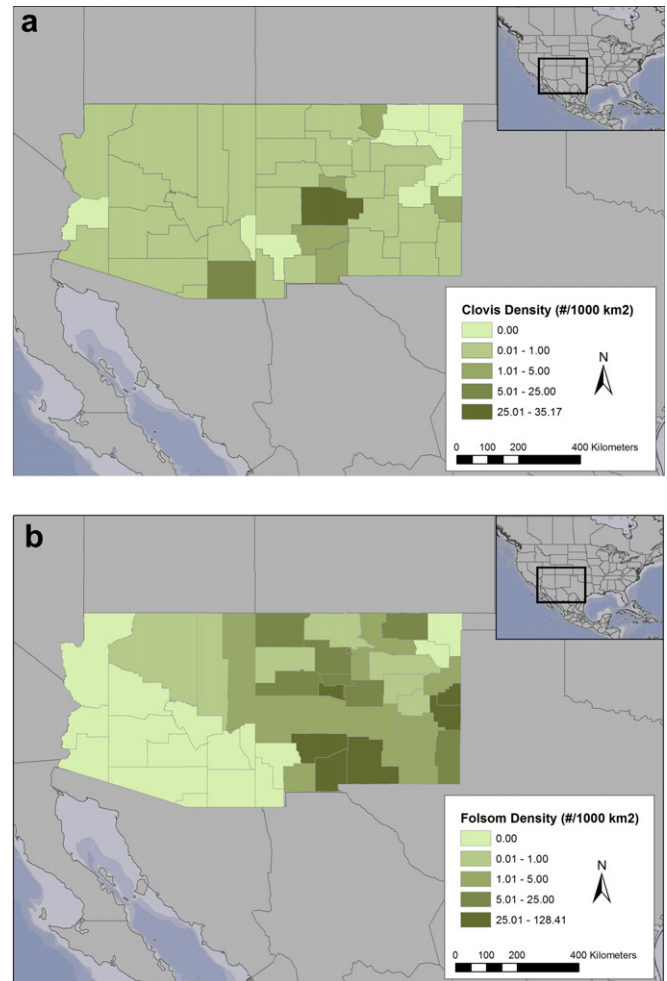 a
Clovis Density (#/1000 km2)
0.00
0.01 - 1.00
1.01 - 5.00
5.01 - 25.00
25.01 - 35.17
N
0 100 200 400 Kilometers
b
Folsom Density (#/1000 km2)
0.00
0.01 - 1.00
1.01 - 5.00
5.01 - 25.00
25.01 - 128.41
N
0 100 200 400 Kilometers